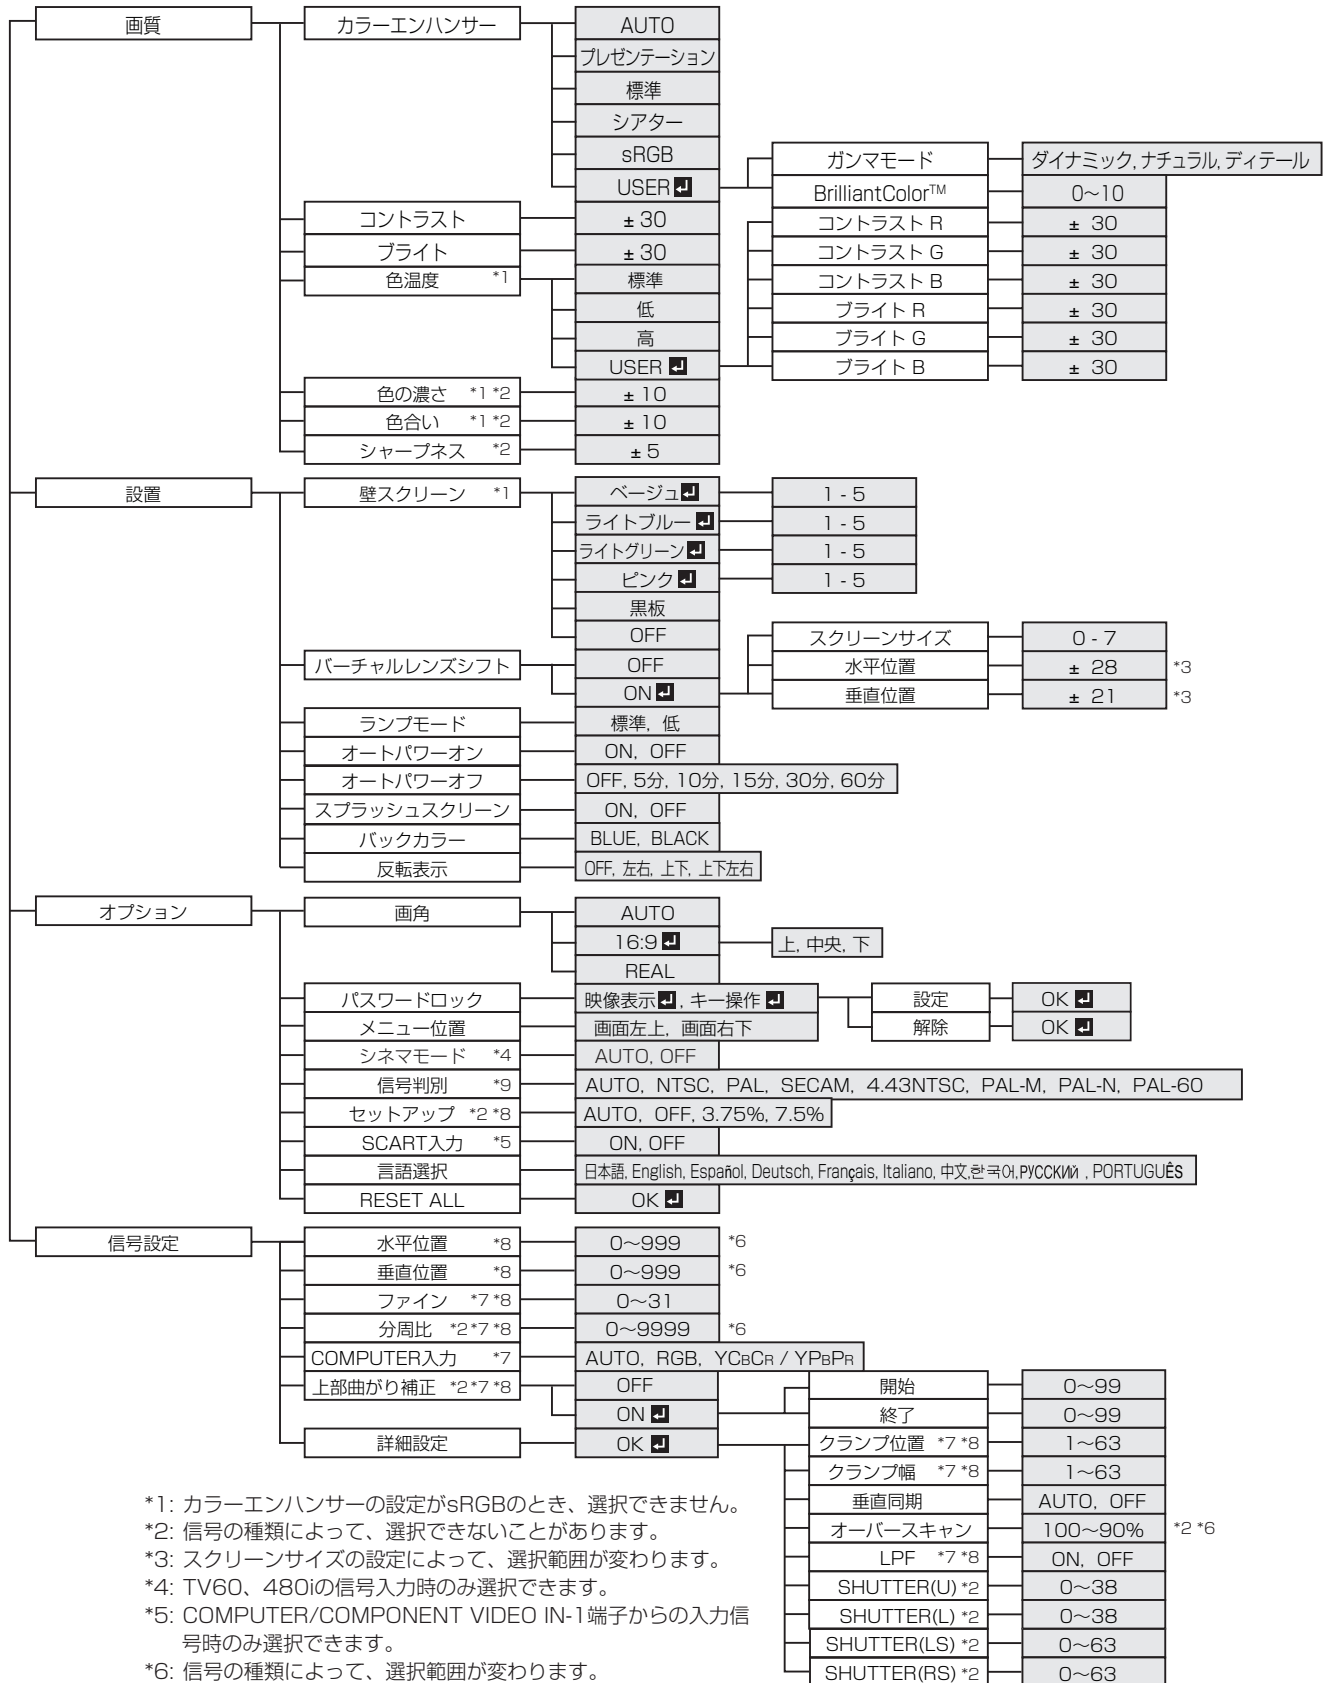 画質 カラーエンハンサー AUTO
プレゼンテーション
標準
シアター
sRGB ガンマモード ダイナミック, ナチュラル, ディテール
USER BrilliantColor™ 0～10
コントラスト ± 30 コントラスト R ± 30
ブライト ± 30 コントラスト G ± 30
色温度 *1 標準 コントラスト B ± 30
低 ブライト R ± 30
高 ブライト G ± 30
USER ブライト B ± 30
色の濃さ *1 *2 ± 10
色合い *1 *2 ± 10
シャープネス *2 ± 5
設置 壁スクリーン *1 ベージュ 1 - 5
ライトブルー 1 - 5
ライトグリーン 1 - 5
ピンク 1 - 5
黒板
OFF スクリーンサイズ 0 - 7
バーチャルレンズシフト OFF 水平位置 ± 28 *3
ON 垂直位置 ± 21 *3
ランプモード 標準, 低
オートパワーオン ON, OFF
オートパワーオフ OFF, 5分, 10分, 15分, 30分, 60分
スプラッシュスクリーン ON, OFF
バックカラー BLUE, BLACK
反転表示 OFF, 左右, 上下, 上下左右
オプション 画角 AUTO
16:9 上, 中央, 下
REAL
パスワードロック 映像表示 , キー操作 設定 OK
メニュー位置 画面左上, 画面右下 解除 OK
シネマモード *4 AUTO, OFF
信号判別 *9 AUTO, NTSC, PAL, SECAM, 4.43NTSC, PAL-M, PAL-N, PAL-60
セットアップ *2 *8 AUTO, OFF, 3.75%, 7.5%
SCART入力 *5 ON, OFF
言語選択 日本語, English, Español, Deutsch, Français, Italiano, 中文,한국어,РУССКИЙ , PORTUGUÊS
RESET ALL OK
信号設定 水平位置 *8 0～999 *6
垂直位置 *8 0～999 *6
ファイン *7 *8 0～31
分周比 *2 *7 *8 0～9999 *6
COMPUTER入力 *7 AUTO, RGB, YCBCR / YPBPR
上部曲がり補正 *2 *7 *8 OFF 開始 0～99
ON 終了 0～99
詳細設定 OK クランプ位置 *7 *8 1～63
クランプ幅 *7 *8 1～63
垂直同期 AUTO, OFF
オーバースキャン 100～90% *2 *6
LPF *7 *8 ON, OFF
SHUTTER(U) *2 0～38
SHUTTER(L) *2 0～38
SHUTTER(LS) *2 0～63
SHUTTER(RS) *2 0～63
*1: カラーエンハンサーの設定がsRGBのとき、選択できません。
*2: 信号の種類によって、選択できないことがあります。
*3: スクリーンサイズの設定によって、選択範囲が変わります。
*4: TV60、480iの信号入力時のみ選択できます。
*5: COMPUTER/COMPONENT VIDEO IN-1端子からの入力信
号時のみ選択できます。
*6: 信号の種類によって、選択範囲が変わります。